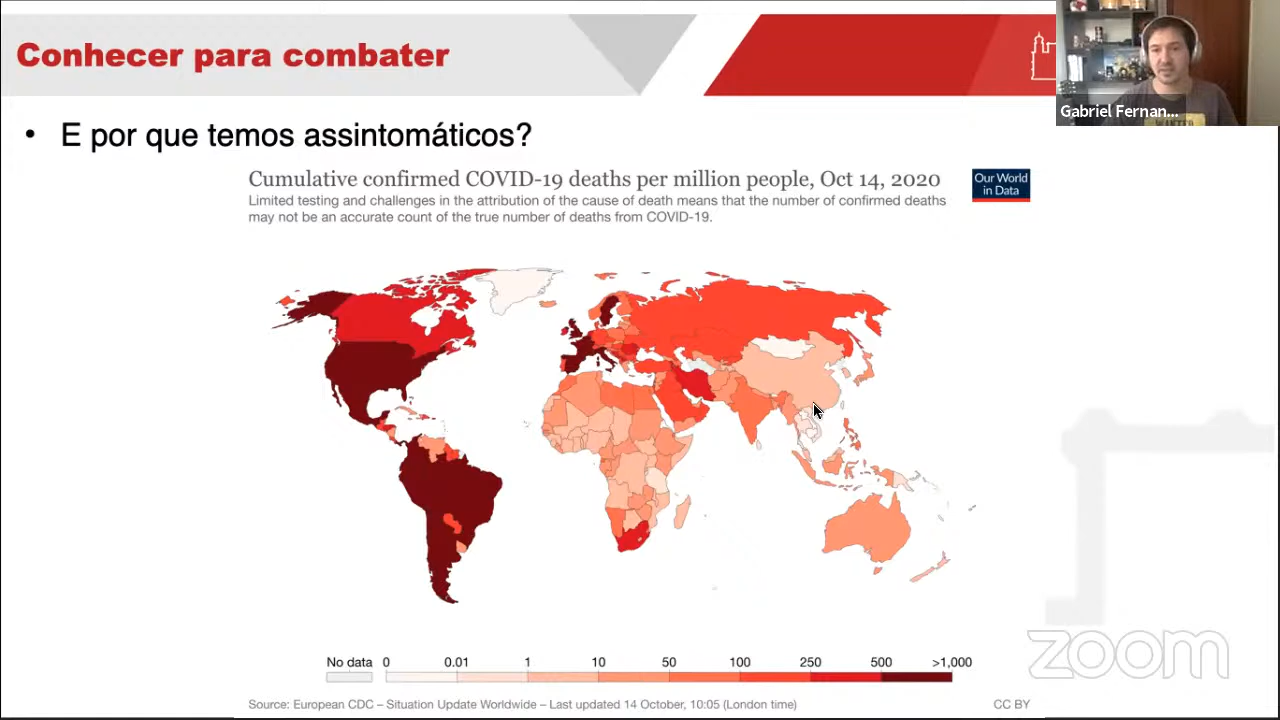 Conhecer para combater
Gabriel Fernan...
WANTED
• E por que temos assintomáticos?
Cumulative confirmed COVID-19 deaths per million people, Oct 14, 2020
Our World
in Data
Limited testing and challenges in the attribution of the cause of death means that the number of confirmed deaths
may not be an accurate count of the true number of deaths from COVID-19.
zoom
No data 0 0.01 1 10 50 100 250 500 >1,000
Source: European CDC – Situation Update Worldwide – Last updated 14 October, 10:05 (London time)
CC BY